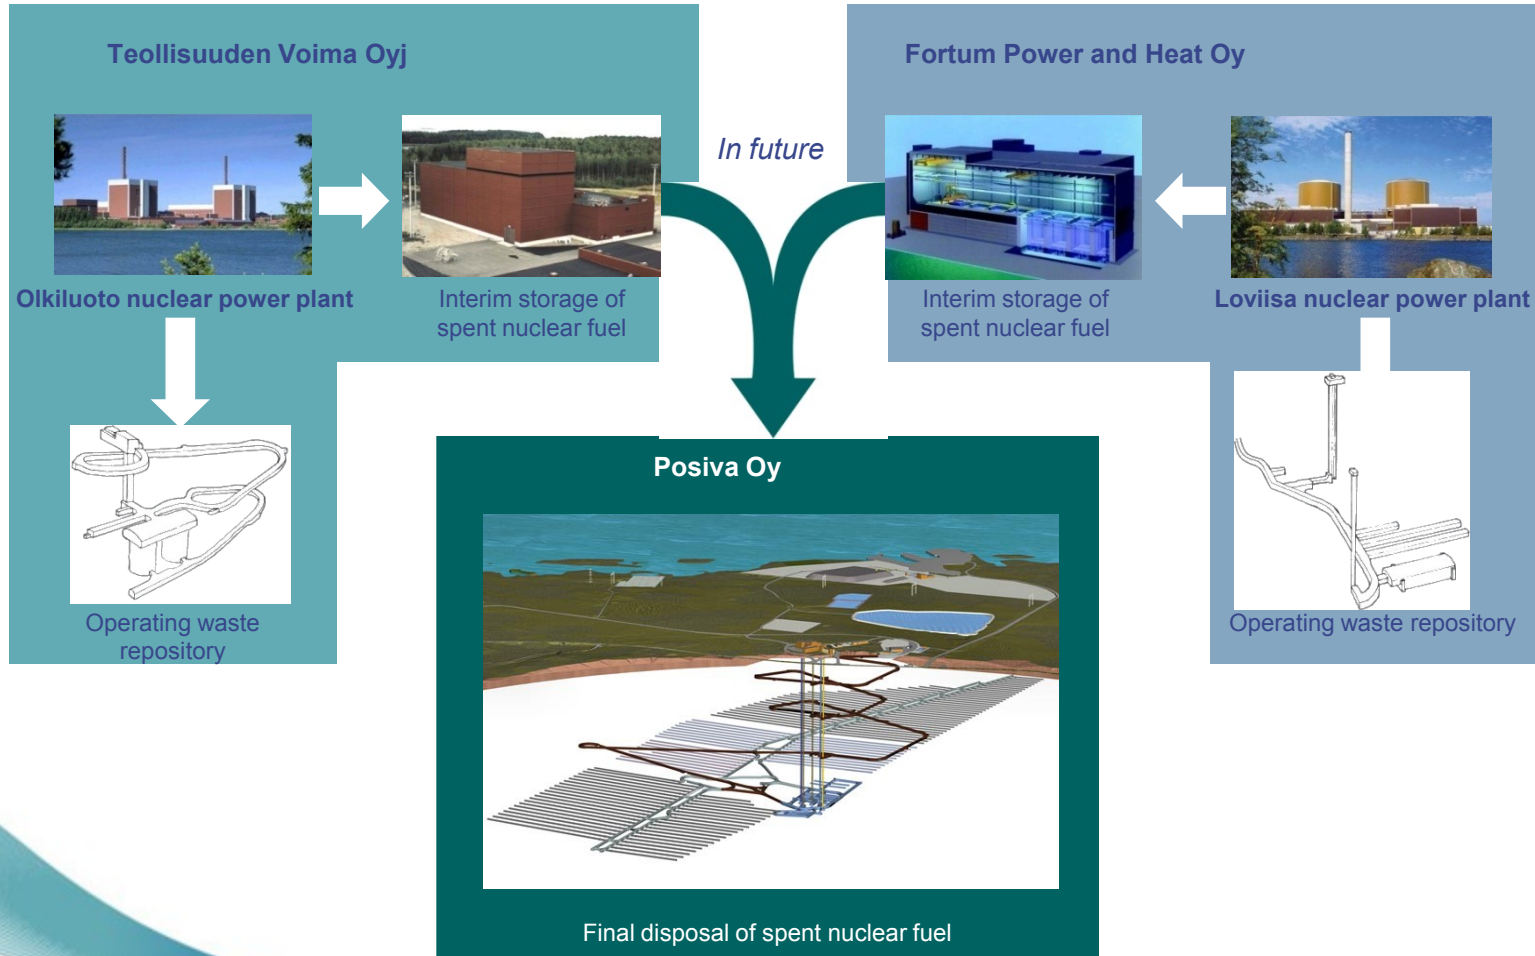 Teollisuuden Voima Oyj
Fortum Power and Heat Oy
In future
Olkiluoto nuclear power plant
Interim storage of
spent nuclear fuel
Interim storage of
spent nuclear fuel
Loviisa nuclear power plant
Operating waste
repository
Operating waste repository
Posiva Oy
Final disposal of spent nuclear fuel